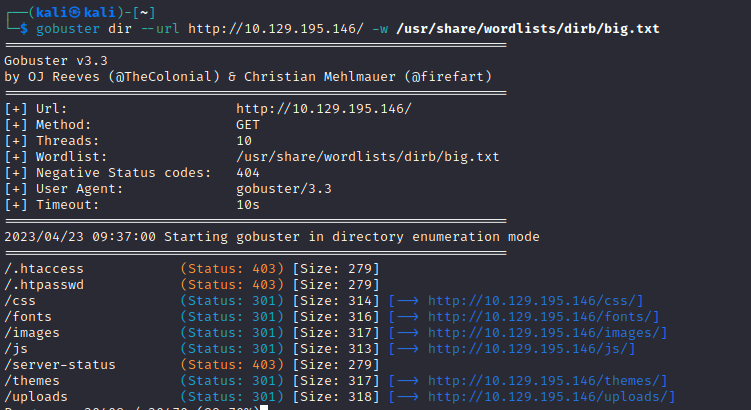 ┌──(kali㉿kali)-[~]
└─$ gobuster dir --url http://10.129.195.146/ -w /usr/share/wordlists/dirb/big.txt
===============================================================
Gobuster v3.3
by OJ Reeves (@TheColonial) & Christian Mehlmauer (@firefart)
===============================================================
[+] Url:                     http://10.129.195.146/
[+] Method:                  GET
[+] Threads:                 10
[+] Wordlist:                /usr/share/wordlists/dirb/big.txt
[+] Negative Status codes:   404
[+] User Agent:              gobuster/3.3
[+] Timeout:                 10s
===============================================================
2023/04/23 09:37:00 Starting gobuster in directory enumeration mode
===============================================================
/.htaccess            (Status: 403) [Size: 279]
/.htpasswd            (Status: 403) [Size: 279]
/css                  (Status: 301) [Size: 314] [--> http://10.129.195.146/css/]
/fonts                (Status: 301) [Size: 316] [--> http://10.129.195.146/fonts/]
/images               (Status: 301) [Size: 317] [--> http://10.129.195.146/images/]
/js                   (Status: 301) [Size: 313] [--> http://10.129.195.146/js/]
/server-status        (Status: 403) [Size: 279]
/themes               (Status: 301) [Size: 317] [--> http://10.129.195.146/themes/]
/uploads              (Status: 301) [Size: 318] [--> http://10.129.195.146/uploads/]